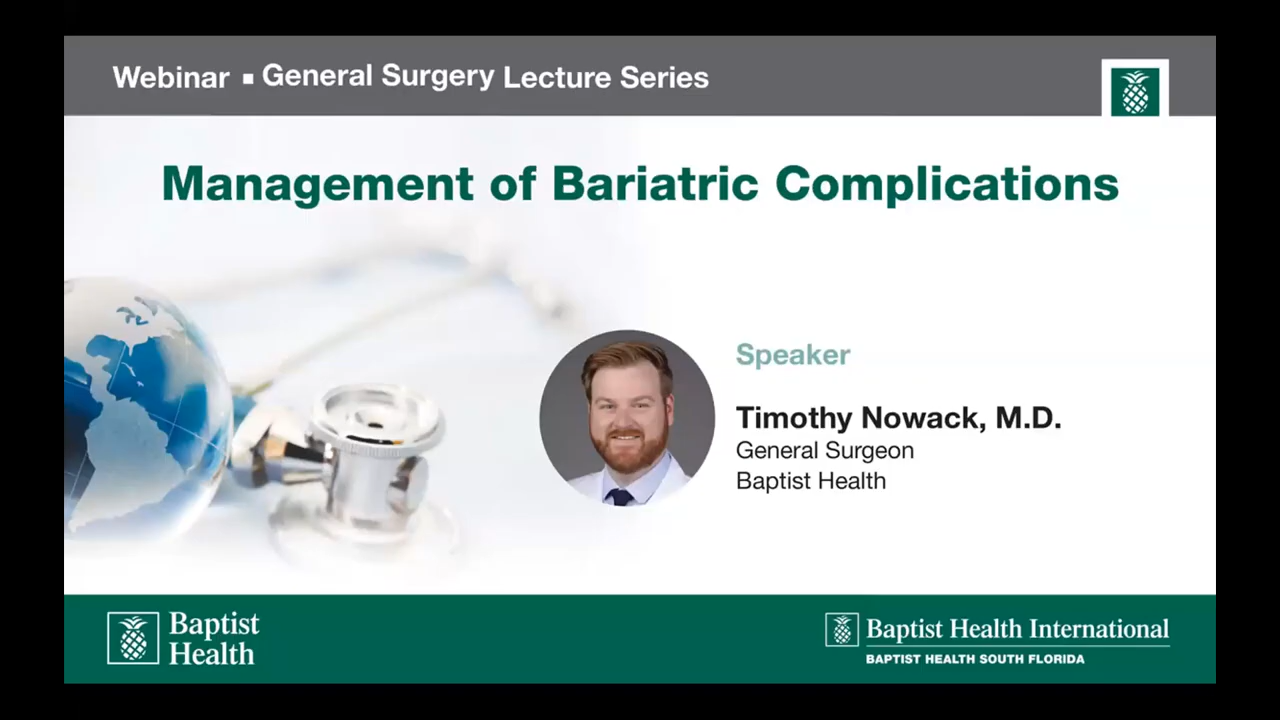 Webinar ▪ General Surgery Lecture Series
Management of Bariatric Complications
Speaker
Timothy Nowack, M.D.
General Surgeon
Baptist Health
Baptist
Health
Baptist Health International
BAPTIST HEALTH SOUTH FLORIDA